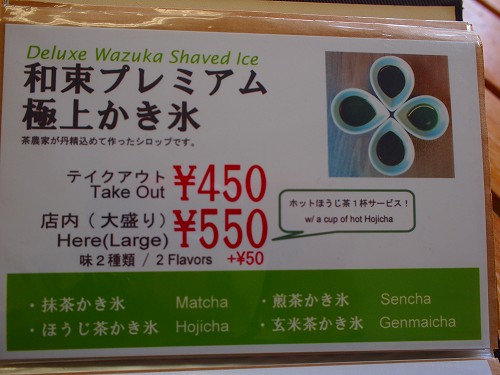 Deluxe Wazuka Shaved Ice
和束プレミアム
極上かき氷
茶農家が丹精込めて作ったシロップです。
テイクアウト ¥450
Take Out
店内(大盛り) ¥550
Here(Large)
味2種類 / 2 Flavors +¥50
ホットほうじ茶1杯サービス!
w/ a cup of hot Hojicha
・抹茶かき氷 Matcha
・煎茶かき氷 Sencha
・ほうじ茶かき氷 Hojicha
・玄米茶かき氷 Genmaicha